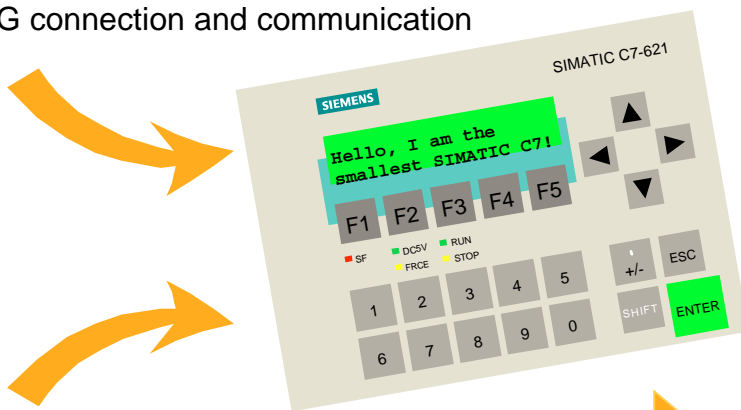 G connection and communication
SIMATIC C7-621
SIEMENS
Hello, I am the
smallest SIMATIC C7!
F1 F2 F3 F4 F5
SF DC5V RUN
FRCE STOP
1 2 3 4 5
+/- ESC
6 7 8 9 0
SHIFT ENTER